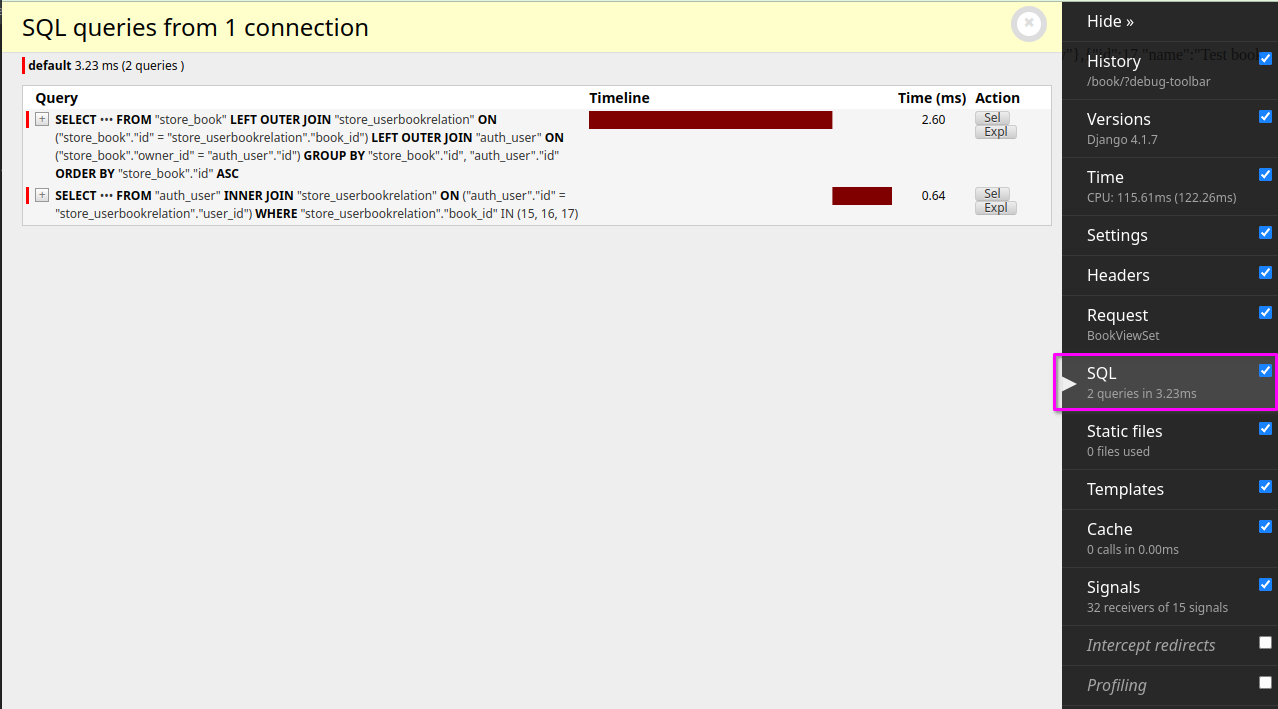 SQL queries from 1 connection
default 3.23 ms (2 queries )
Query Timeline Time (ms) Action
+ SELECT ••• FROM "store_book" LEFT OUTER JOIN "store_userbookrelation" ON
("store_book"."id" = "store_userbookrelation"."book_id") LEFT OUTER JOIN "auth_user" ON
("store_book"."owner_id" = "auth_user"."id") GROUP BY "store_book"."id", "auth_user"."id"
ORDER BY "store_book"."id" ASC
2.60
Sel
Expl
+ SELECT ••• FROM "auth_user" INNER JOIN "store_userbookrelation" ON ("auth_user"."id" =
"store_userbookrelation"."user_id") WHERE "store_userbookrelation"."book_id" IN (15, 16, 17)
0.64
Sel
Expl
Hide »
"},{"id":17,"name":"Test boo
History
/book/?debug-toolbar
Versions
Django 4.1.7
Time
CPU: 115.61ms (122.26ms)
Settings
Headers
Request
BookViewSet
SQL
2 queries in 3.23ms
Static files
0 files used
Templates
Cache
0 calls in 0.00ms
Signals
32 receivers of 15 signals
Intercept redirects
Profiling